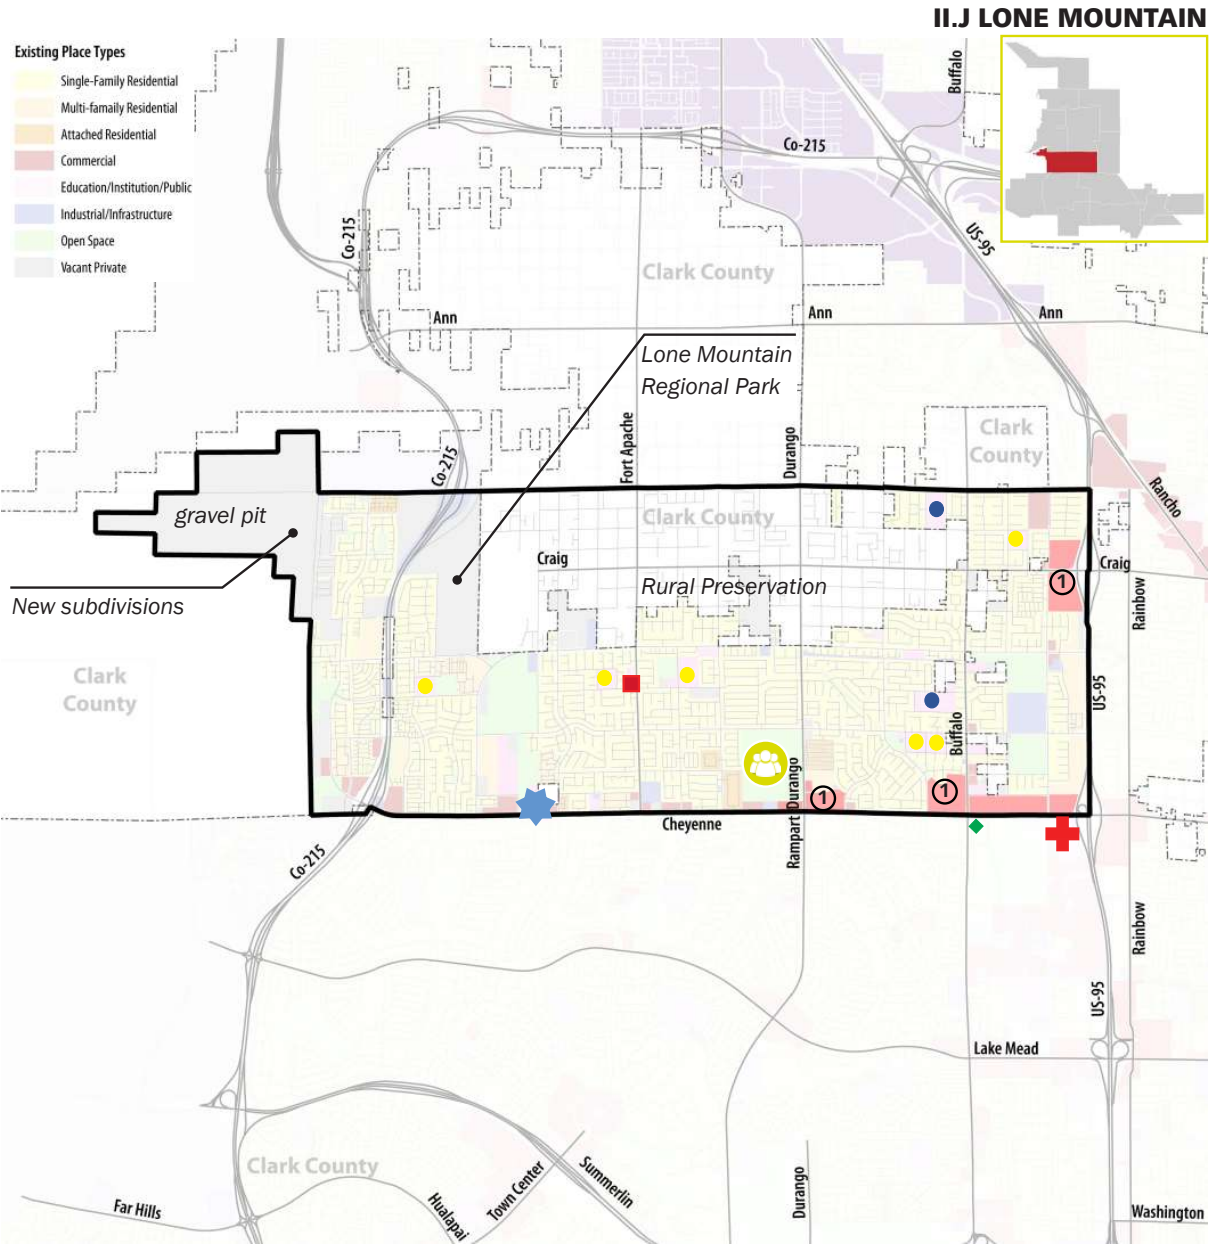 II.J LONE MOUNTAIN
Existing Place Types
Single-Family Residential
Multi-famaily Residential
Attached Residential
Commercial
Education/Institution/Public
Industrial/Infrastructure
Open Space
Vacant Private
Buffalo
Co-215
Co-215
US-95
Clark County
Ann
Ann
Ann
Lone Mountain
Regional Park
Fort Apache
Durango
Clark
County
Co-215
Rancho
gravel pit
Clark County
Craig
Craig
Rural Preservation
1
New subdivisions
Rainbow
Clark
County
US-95
Buffalo
Rampart Durango
1
1
Cheyenne
Co-215
Rainbow
US-95
Lake Mead
Clark County
Far Hills
Hualapai
Town Center
Summerlin
Durango
Washington